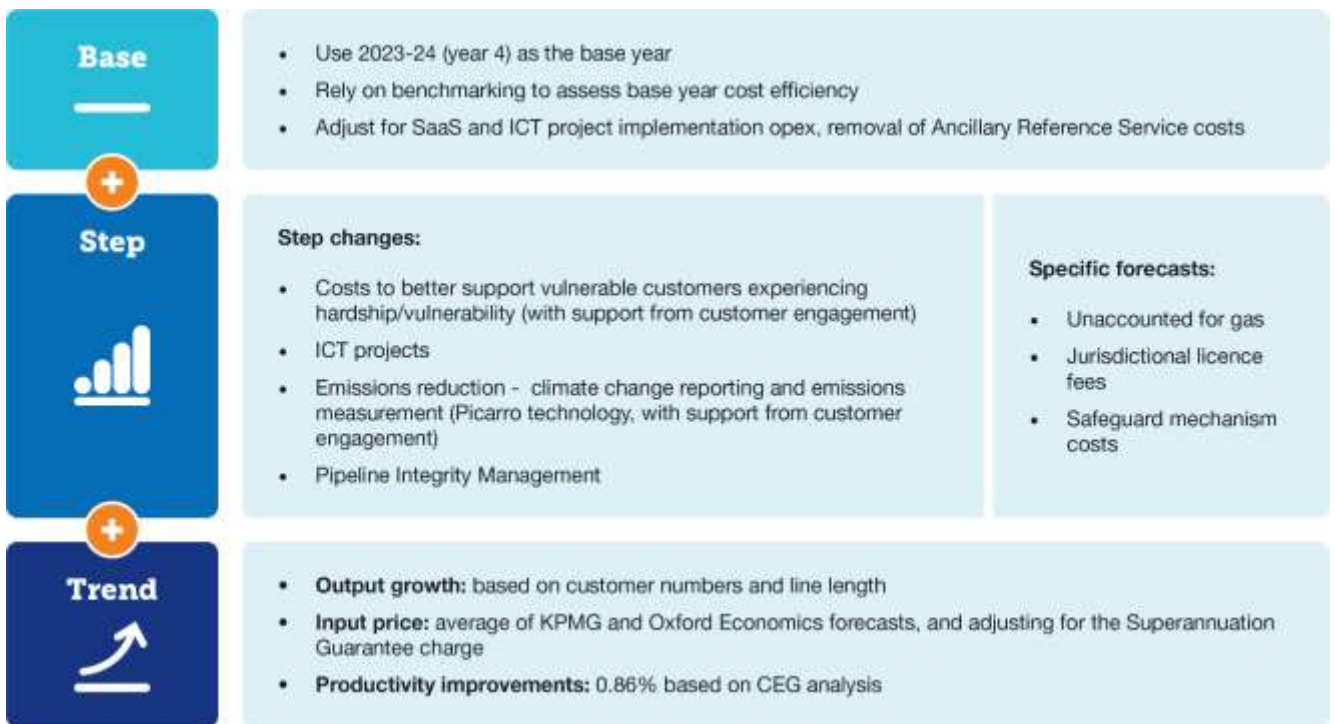 Base
• Use 2023-24 (year 4) as the base year
• Rely on benchmarking to assess base year cost efficiency
• Adjust for SaaS and ICT project implementation opex, removal of Ancillary Reference Service costs
+
Step
Step changes:
• Costs to better support vulnerable customers experiencing
hardship/vulnerability (with support from customer engagement)
• ICT projects
• Emissions reduction - climate change reporting and emissions
measurement (Picarro technology, with support from customer
engagement)
• Pipeline Integrity Management
Specific forecasts:
• Unaccounted for gas
• Jurisdictional licence
fees
• Safeguard mechanism
costs
+
Trend
• Output growth: based on customer numbers and line length
• Input price: average of KPMG and Oxford Economics forecasts, and adjusting for the Superannuation
Guarantee charge
• Productivity improvements: 0.86% based on CEG analysis